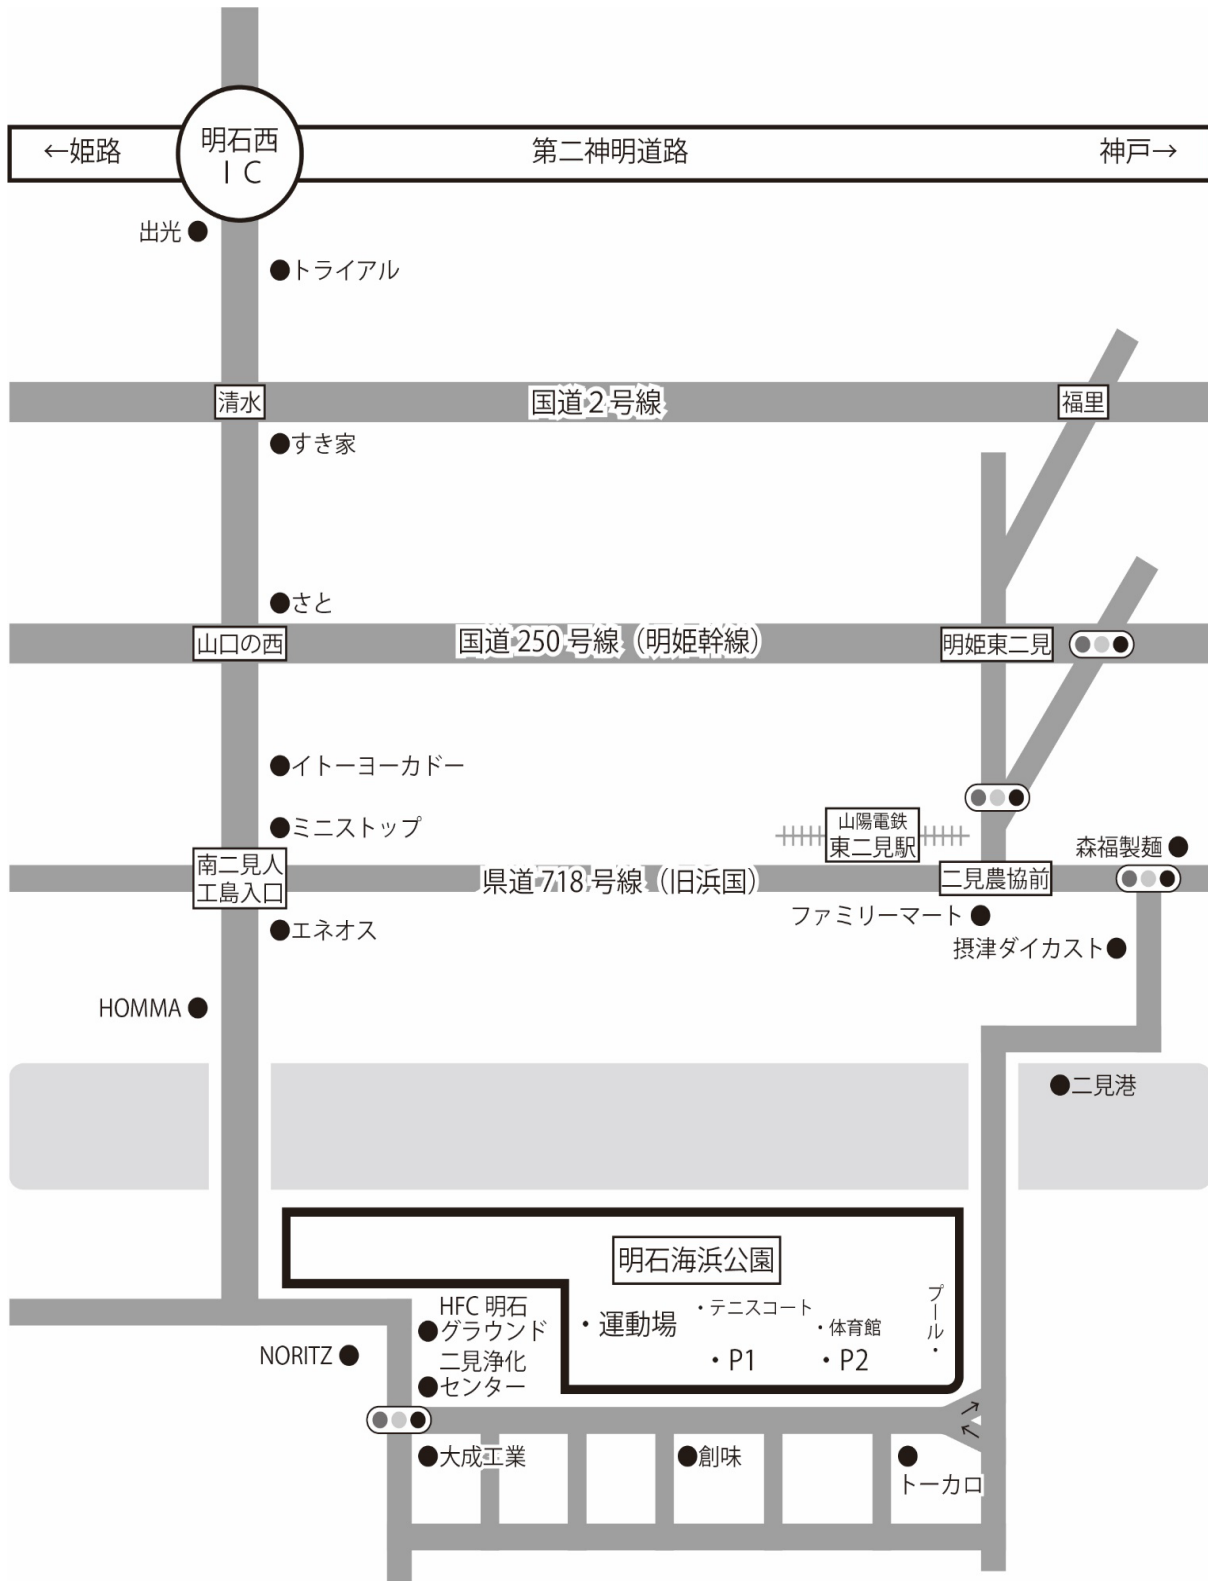 明石西
IC
←姫路
第二神明道路
神戸→
出光
トライアル
清水
国道2号線
福里
すき家
さと
山口の西
国道250号線（明姫幹線）
明姫東二見
イトーヨーカドー
ミニストップ
山陽電鉄
東二見駅
森福製麺
南二見人
工島入口
県道718号線（旧浜国）
二見農協前
ファミリーマート
エネオス
摂津ダイカスト
HOMMA
二見港
明石海浜公園
・運動場
・テニスコート
・体育館
プール・
・P1
・P2
HFC 明石
グラウンド
NORITZ
二見浄化
センター
大成工業
創味
トーカロ
→
←